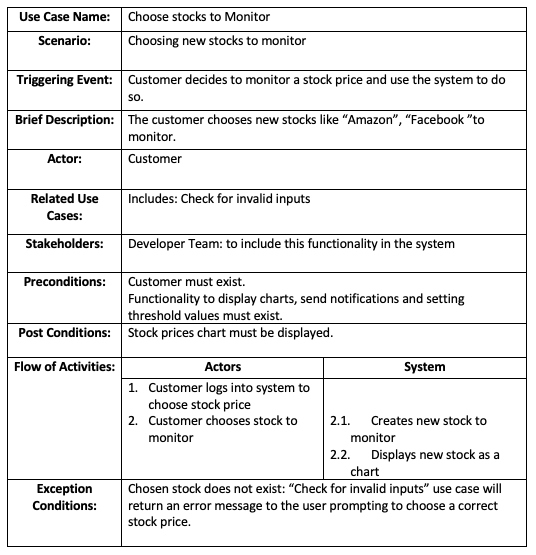 Use Case Name: Choose stocks to Monitor
Scenario: Choosing new stocks to monitor
Triggering Event: Customer decides to monitor a stock price and use the system to do
so.
Brief Description: The customer chooses new stocks like “Amazon”, “Facebook ”to
monitor.
Actor: Customer
Related Use Includes: Check for invalid inputs
Cases:
Stakeholders: Developer Team: to include this functionality in the system
Preconditions: Customer must exist.
Functionality to display charts, send notifications and setting
threshold values must exist.
Post Conditions: Stock prices chart must be displayed.
Flow of Activities: Actors System
1. Customer logs into system to
choose stock price
2. Customer chooses stock to
monitor
2.1. Creates new stock to
monitor
2.2. Displays new stock as a
chart
Exception Chosen stock does not exist: “Check for invalid inputs” use case will
Conditions: return an error message to the user prompting to choose a correct
stock price.